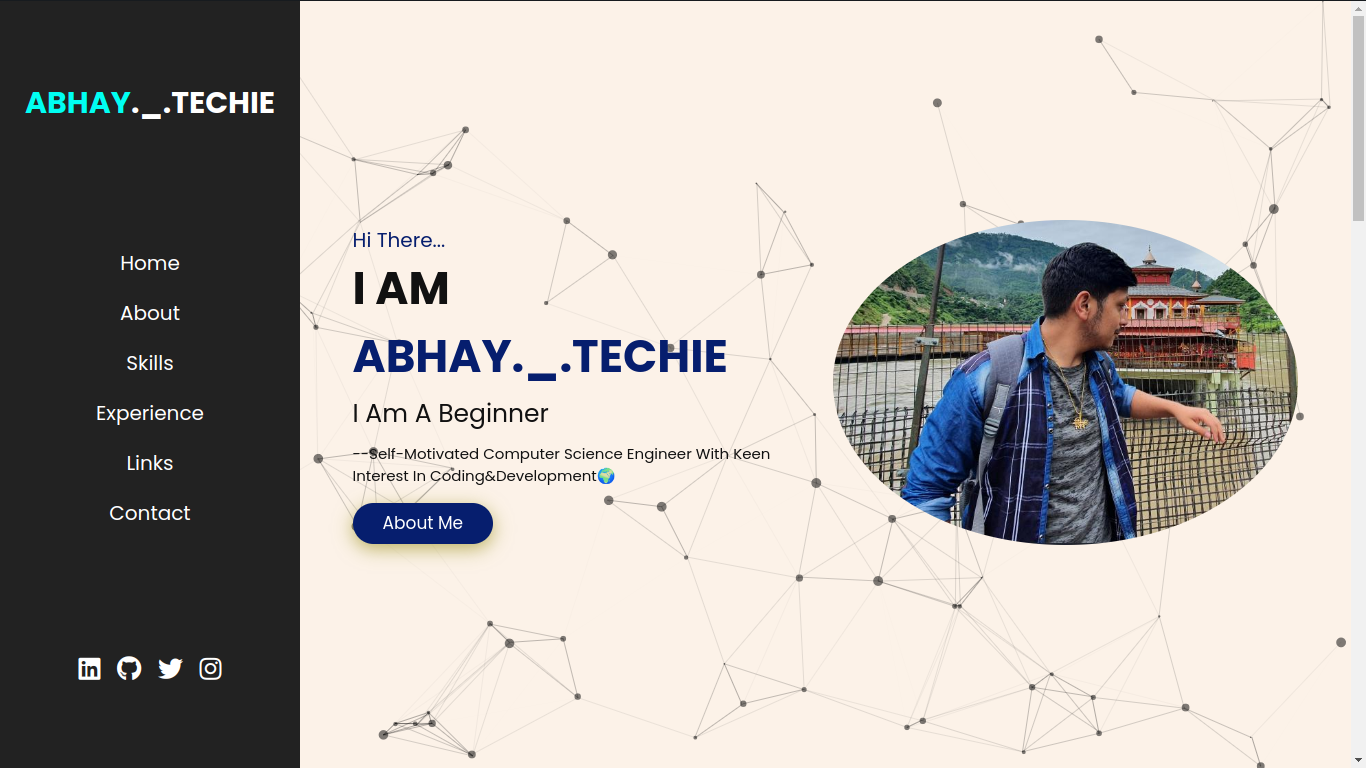 ABHAY._.TECHIE
Home
About
Skills
Experience
Links
Contact
Hi There...
I AM
ABHAY._.TECHIE
I Am A Beginner
--Self-Motivated Computer Science Engineer With Keen
Interest In Coding&Development🌍
About Me